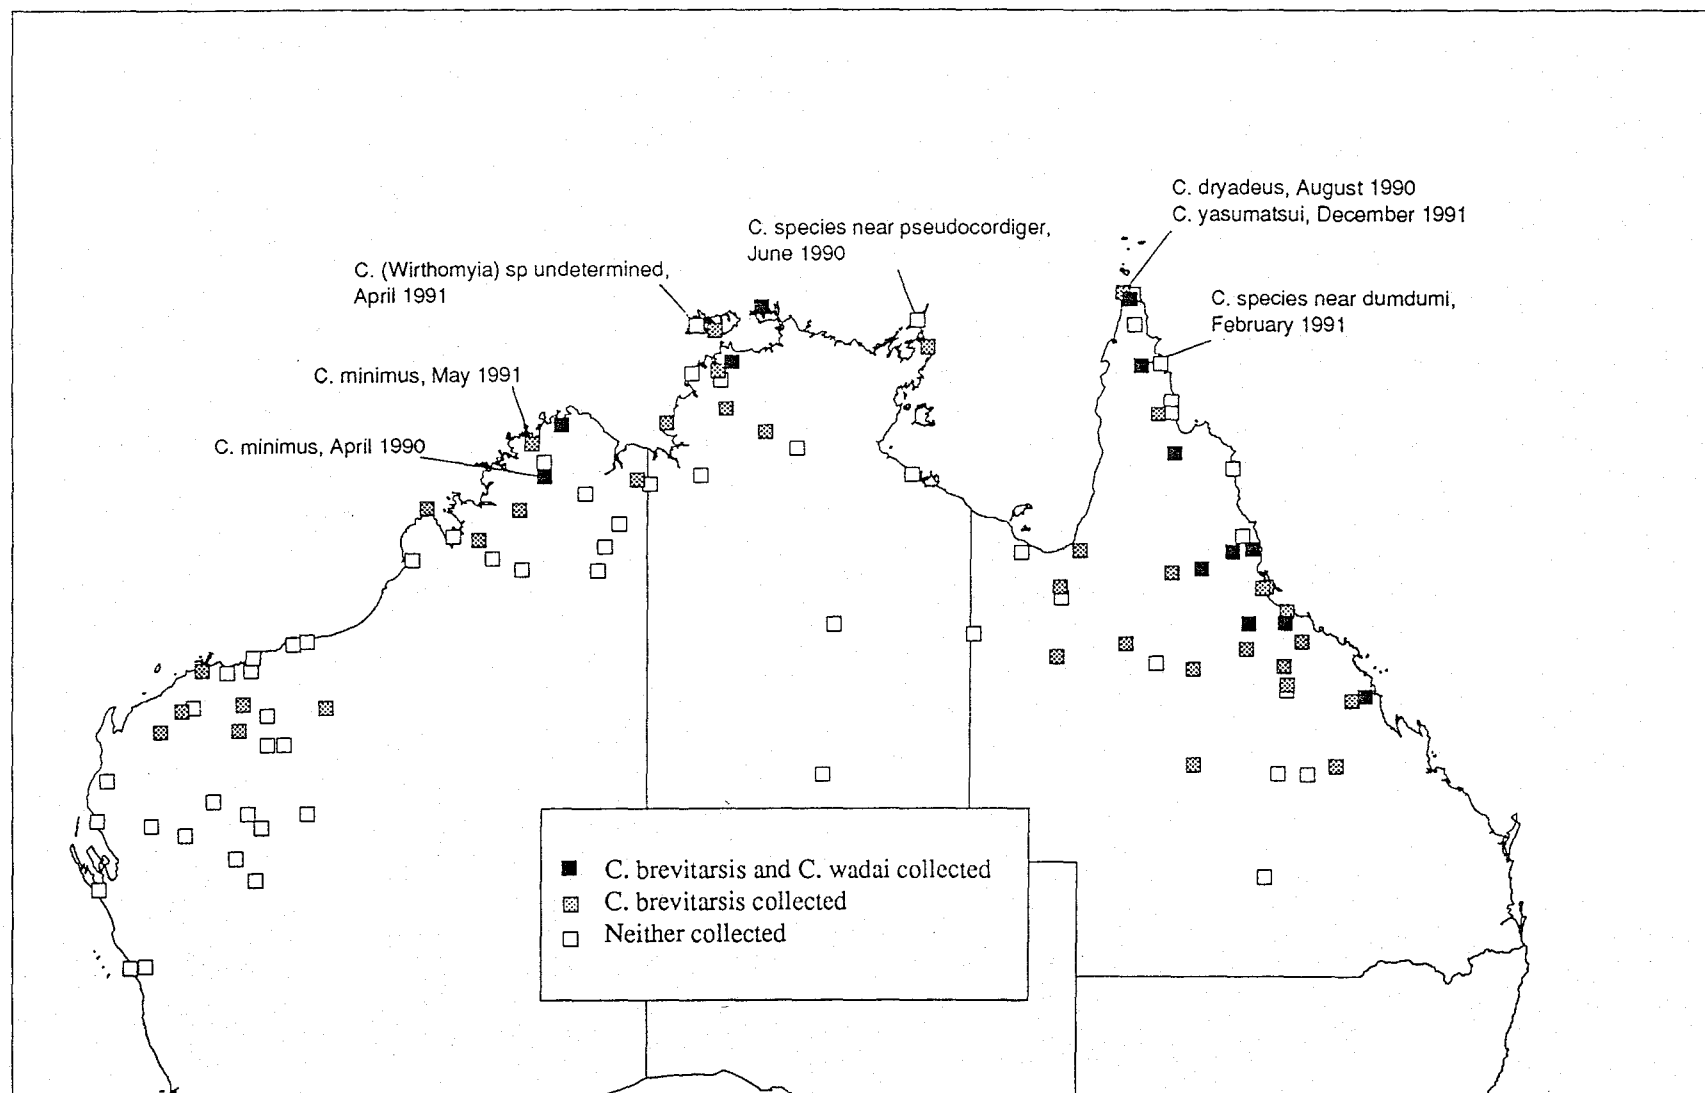 C. dryadeus, August 1990
C. yasumatsui, December 1991
C. species near pseudocordiger,
June 1990
C. (Wirthomyia) sp undetermined,
April 1991
C. species near dumdumi,
February 1991
C. minimus, May 1991
C. minimus, April 1990
C. brevitarsis and C. wadai collected
C. brevitarsis collected
Neither collected